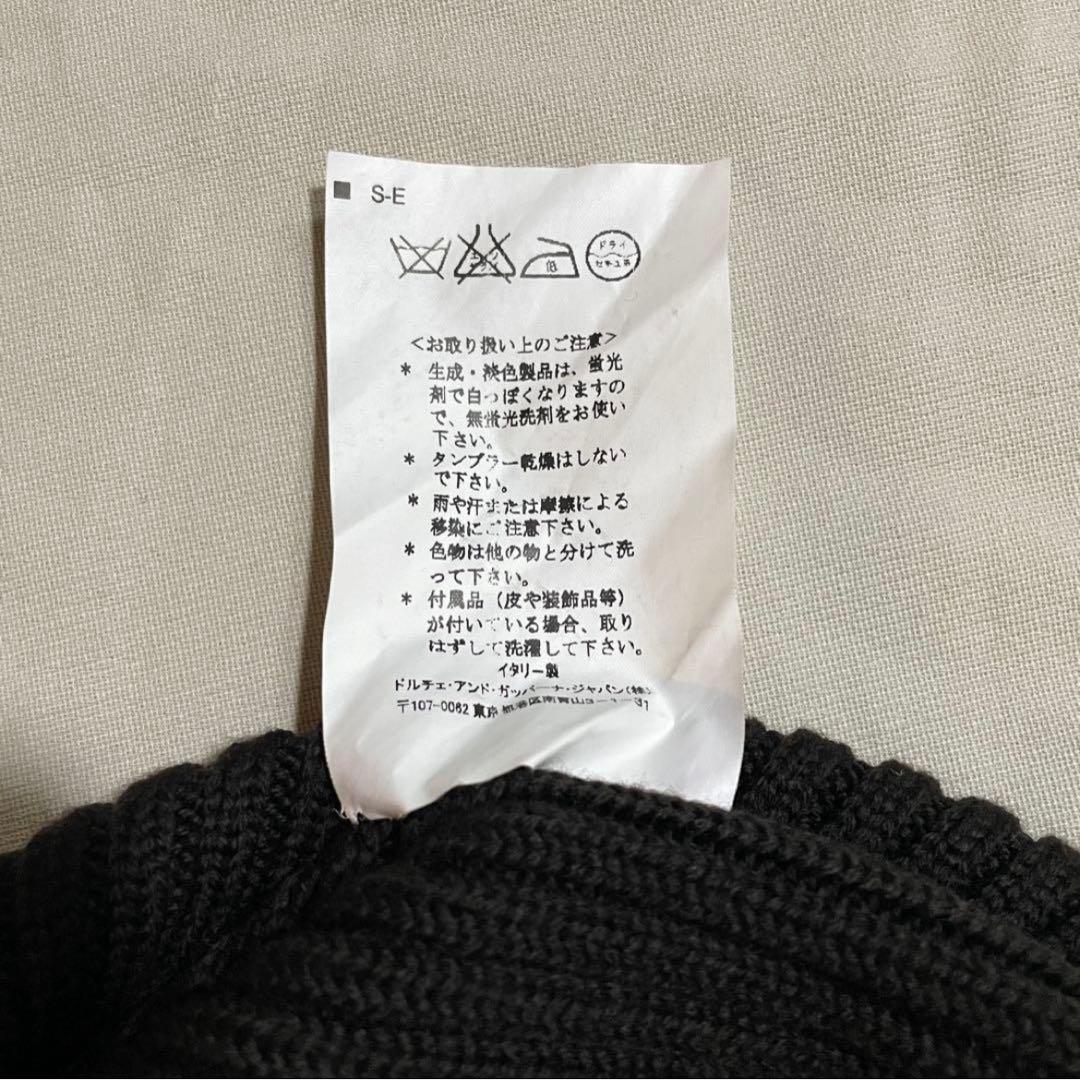 ■ S-E
低 ドライ
セキユ系
<お取り扱い上のご注意>
* 生成・淡色製品は、蛍光
剤で白っぽくなりますの
で、無蛍光洗剤をお使い
下さい。
* タンブラー乾燥はしない
で下さい。
* 雨や汗または摩擦による
移染にご注意下さい。
* 色物は他の物と分けて洗
って下さい。
* 付属品(皮や装飾品等)
が付いている場合、取り
はずして洗濯して下さい。
イタリー製
ドルチェ・アンド・ガッバーナ・ジャパン(株)
〒107-0062 東京都港区南青山